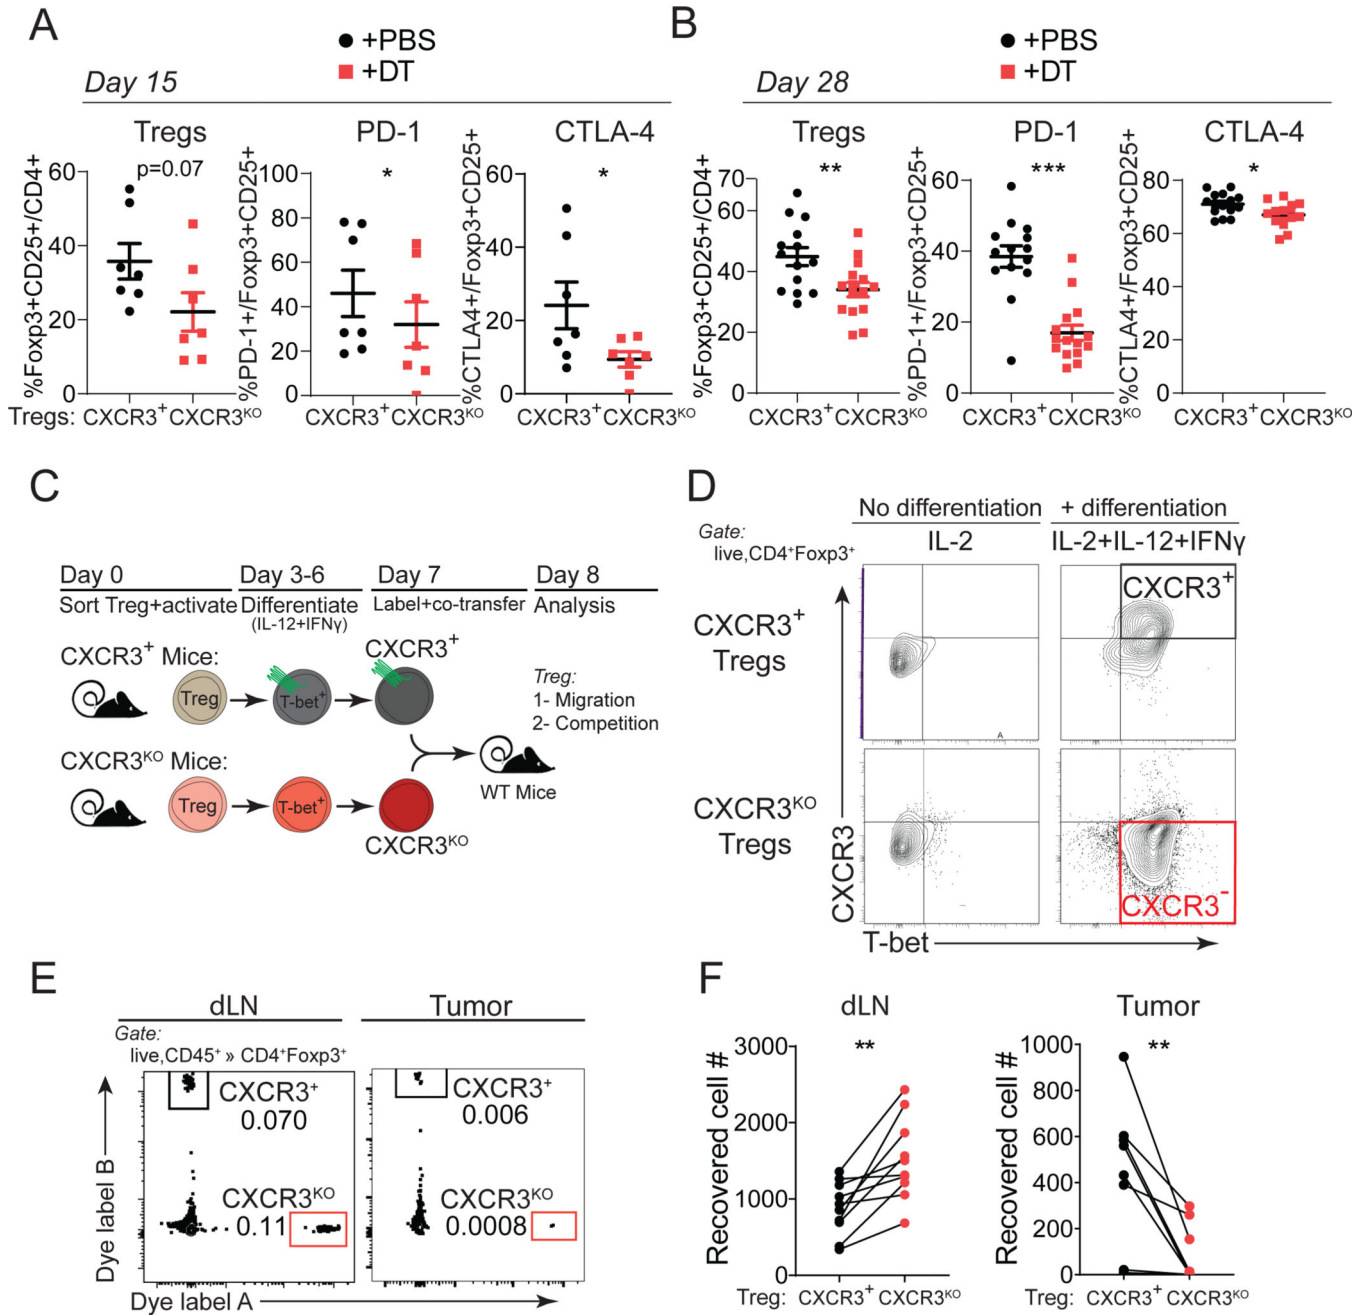 A
+PBS
+DT
Day 15
Tregs
PD-1
CTLA-4
%Foxp3+CD25+/CD4+
60
40
20
0
p=0.07
%PD-1+/Foxp3+CD25+
100
80
60
40
20
0
*
%CTLA4+/Foxp3+CD25+
60
40
20
0
*
Tregs: CXCR3+ CXCR3KO CXCR3+ CXCR3KO CXCR3+ CXCR3KO
B
+PBS
+DT
Day 28
Tregs
PD-1
CTLA-4
%Foxp3+CD25+/CD4+
70
60
40
20
0
**
%PD-1+/Foxp3+CD25+
60
40
20
0
***
%CTLA4+/Foxp3+CD25+
80
60
40
20
0
*
CXCR3+ CXCR3KO CXCR3+ CXCR3KO CXCR3+ CXCR3KO
C
Day 0 Day 3-6 Day 7 Day 8
Sort Treg+activate Differentiate Label+co-transfer Analysis
(IL-12+IFNγ)
CXCR3+ Mice:
CXCR3+
Treg
T-bet+
Treg:
1- Migration
2- Competition
CXCR3KO Mice:
WT Mice
Treg
T-bet+
CXCR3KO
D
No differentiation + differentiation
Gate:
live,CD4+Foxp3+
IL-2 IL-2+IL-12+IFNγ
CXCR3+
Tregs
CXCR3+
A
CXCR3KO
Tregs
CXCR3-
CXCR3
T-bet
E
dLN Tumor
Gate:
live,CD45+ » CD4+Foxp3+
CXCR3+
0.070
CXCR3+
0.006
CXCR3KO
0.11
CXCR3KO
0.0008
Dye label B
Dye label A
F
dLN
**
Recovered cell #
3000
2000
1000
0
Tumor
**
Recovered cell #
1000
800
600
400
200
0
Treg: CXCR3+ CXCR3KO Treg: CXCR3+ CXCR3KO